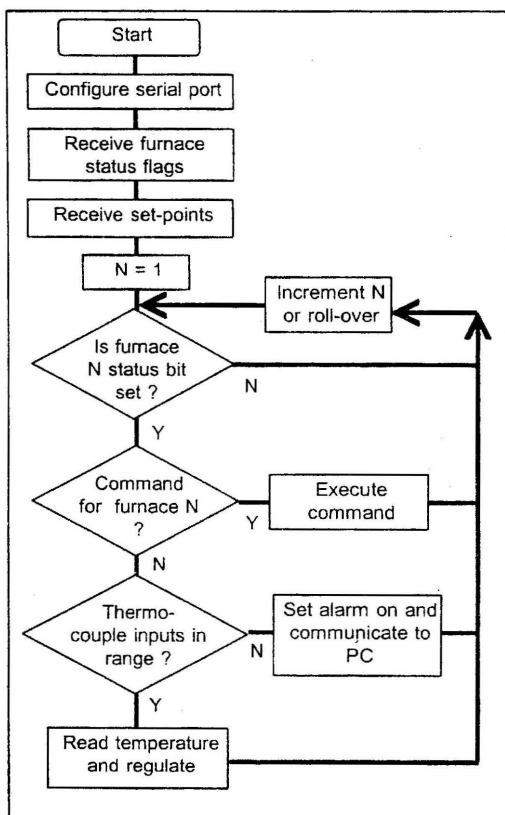 Start
Configure serial port
Receive furnace
status flags
Receive set-points
N = 1
Increment N
or roll-over
Is furnace
N status bit
set ?
N
Y
Command
for furnace N
?
Y
Execute
command
N
Thermo-
couple inputs in
range ?
N
Set alarm on and
communicate to
PC
Y
Read temperature
and regulate